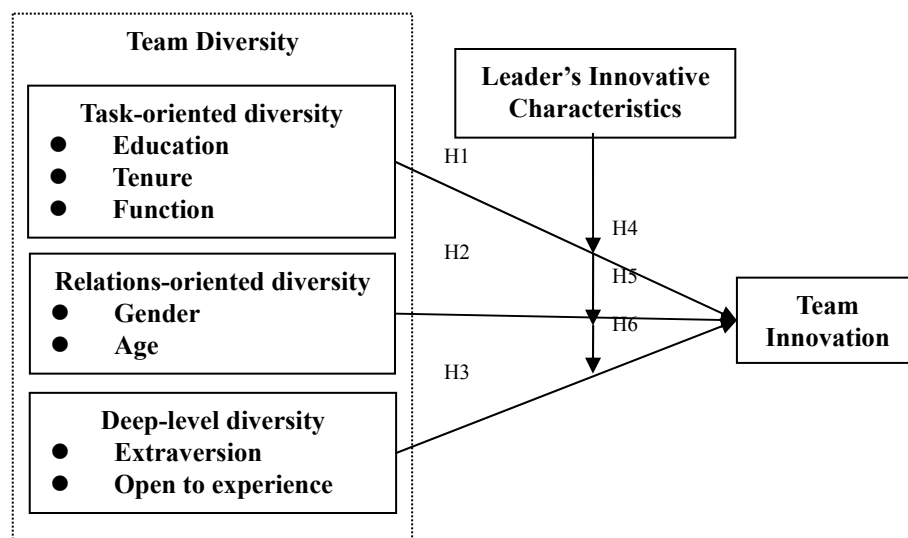 Team Diversity
Leader's Innovative
Characteristics
Task-oriented diversity
● Education
● Tenure
● Function
H1
H4
H2
H5
Relations-oriented diversity
● Gender
● Age
H6
Team
Innovation
H3
Deep-level diversity
● Extraversion
● Open to experience